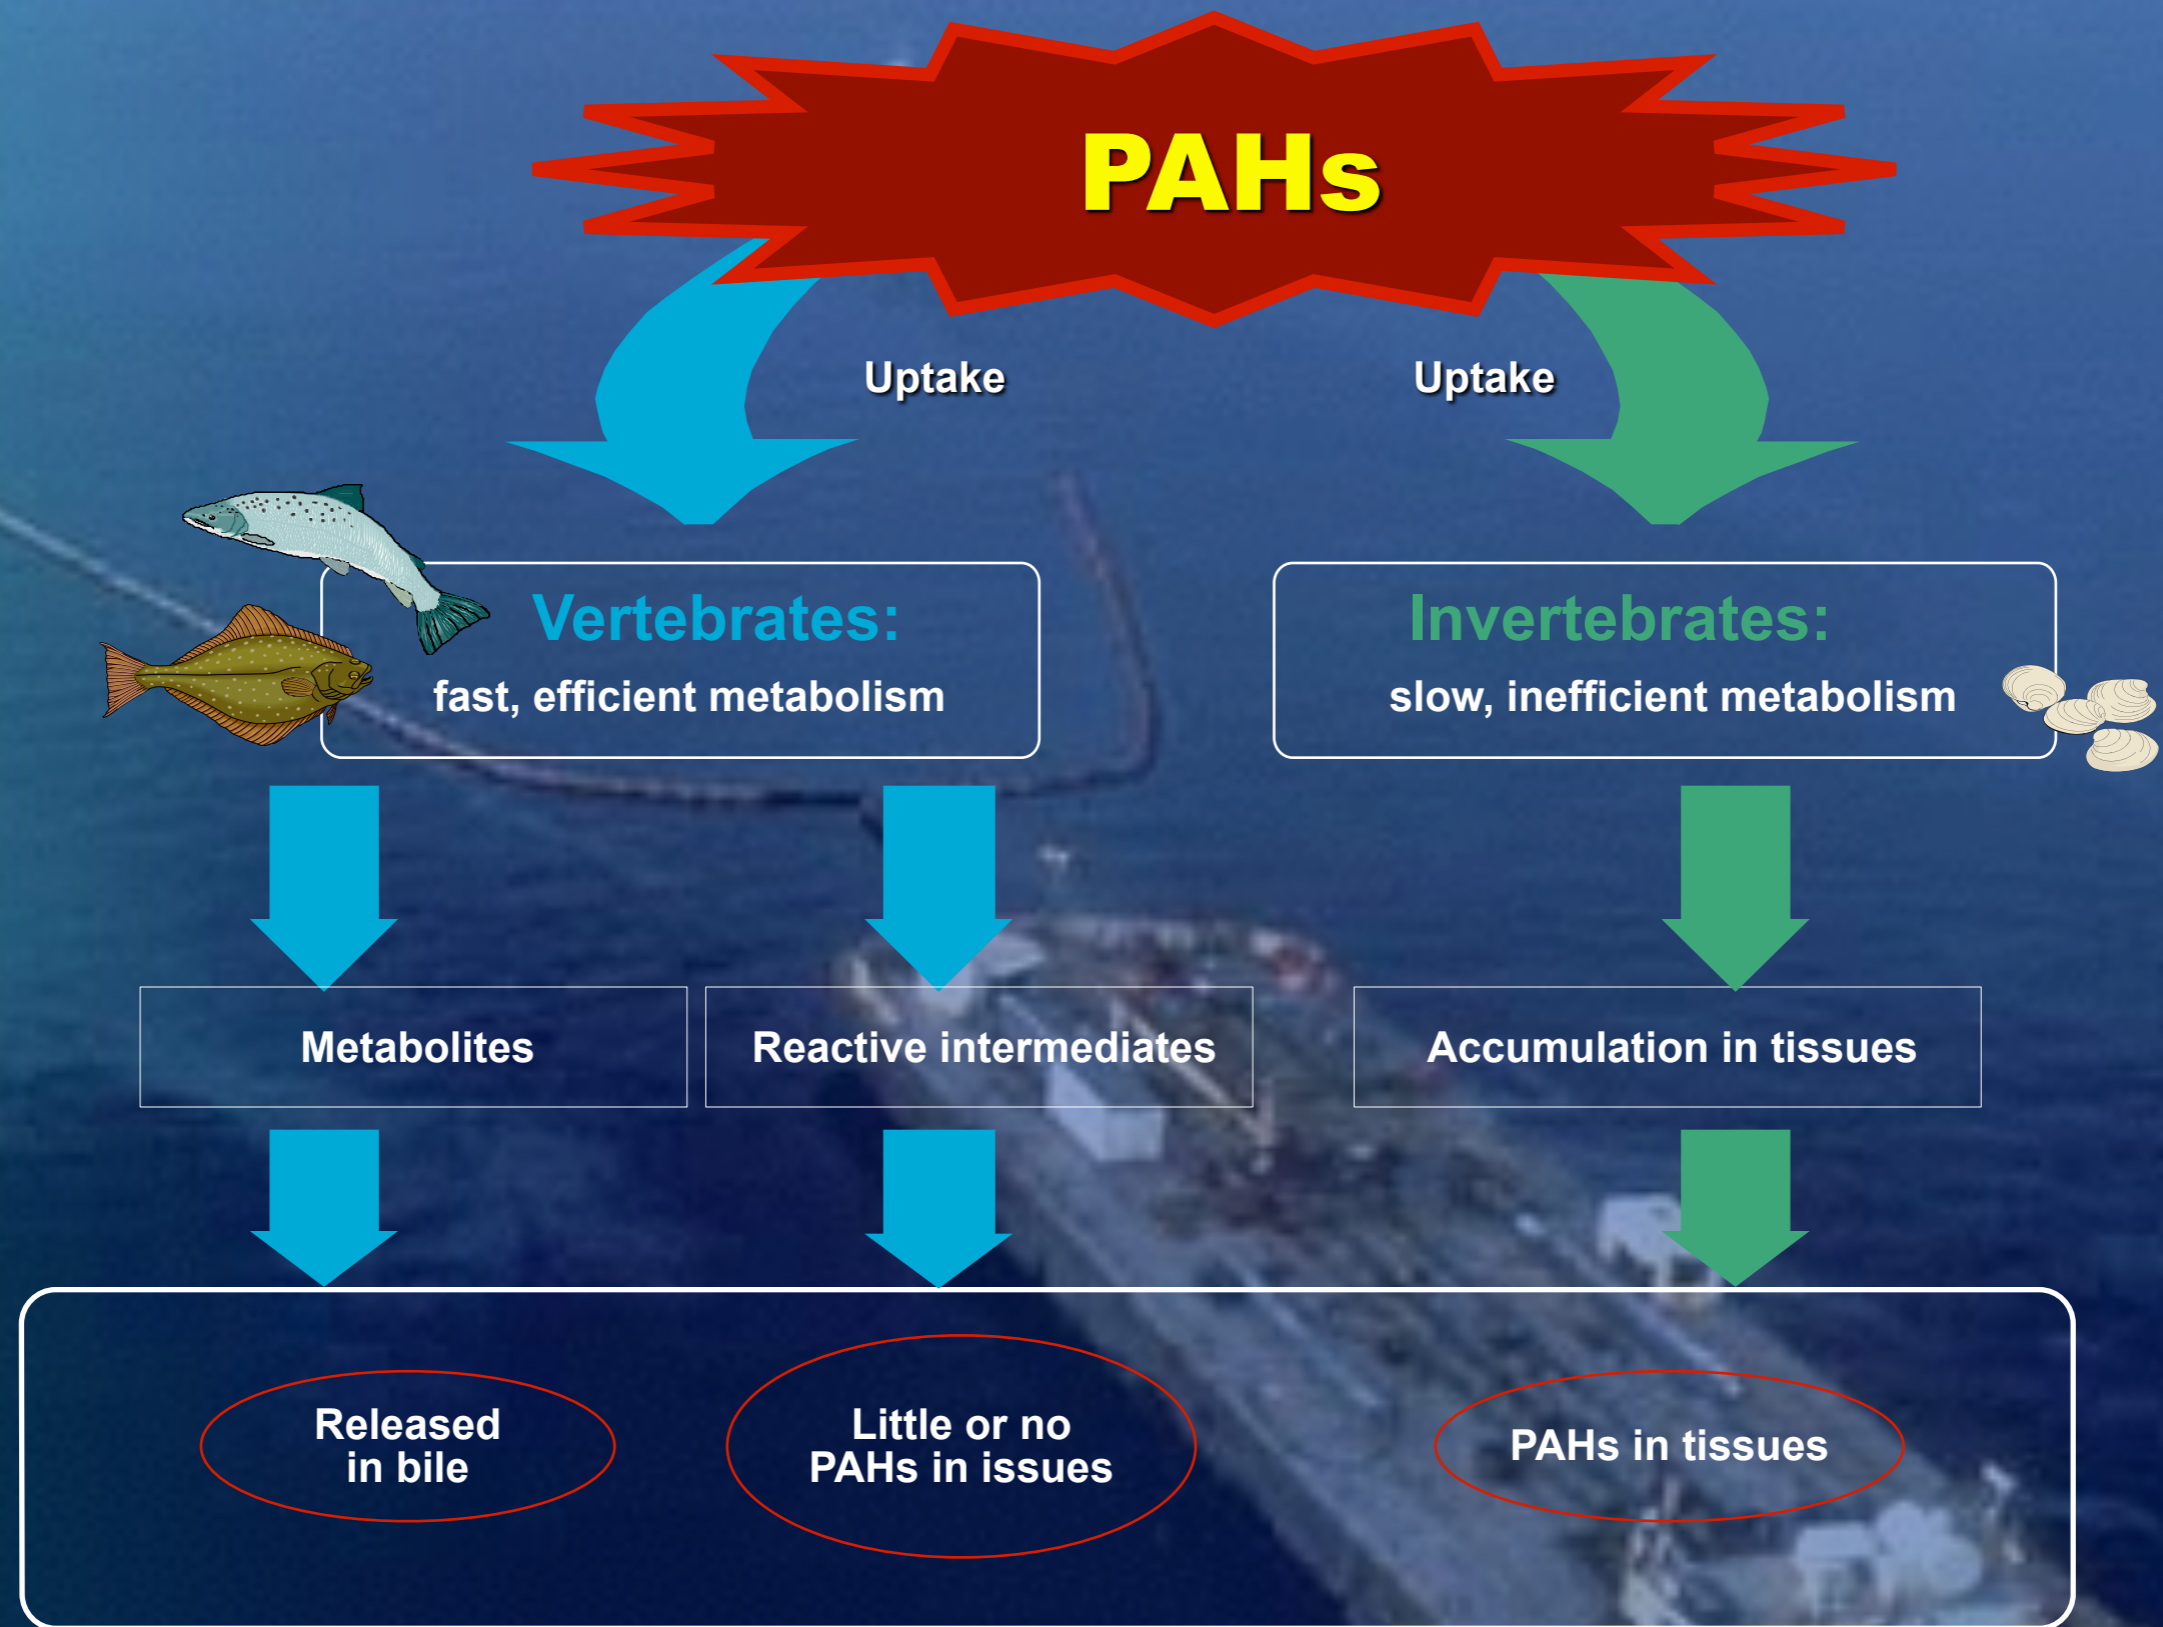 PAHs
Uptake
Uptake
Vertebrates:
fast, efficient metabolism
Invertebrates:
slow, inefficient metabolism
Metabolites
Reactive intermediates
Accumulation in tissues
Released
in bile
Little or no
PAHs in issues
PAHs in tissues